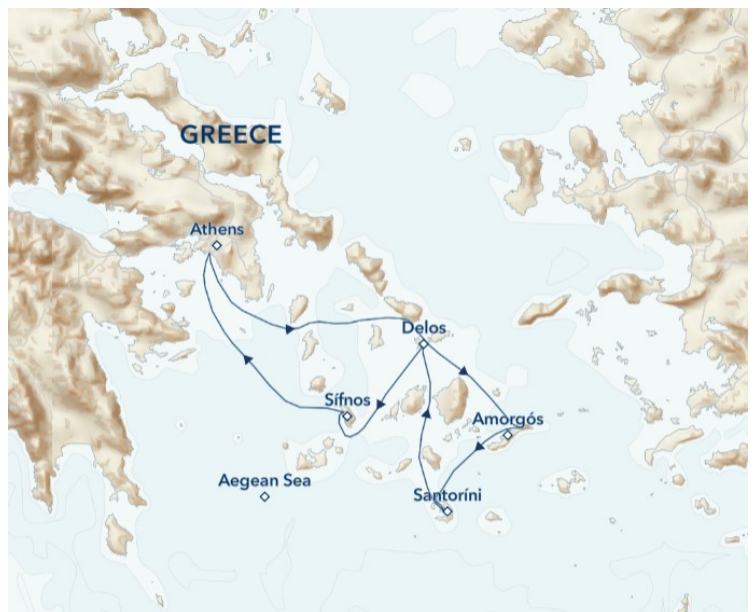 GREECE
Athens
Delos
Sífnos
Amorgós
Aegean Sea
Santoríni